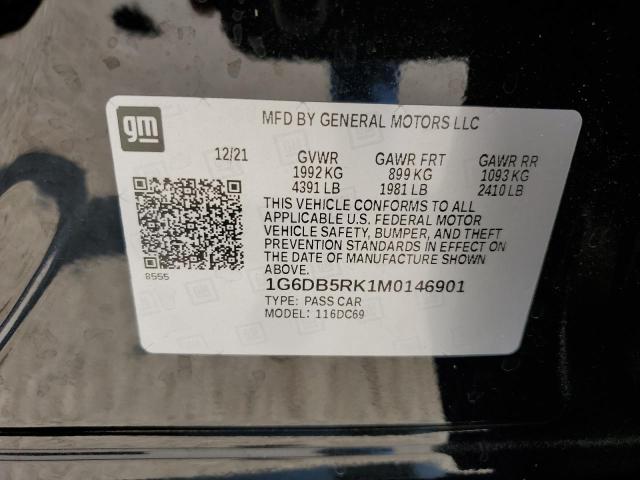 gm
MFD BY GENERAL MOTORS LLC
12/21 GVWR GAWR FRT GAWR RR
1992 KG 899 KG 1093 KG
4391 LB 1981 LB 2410 LB
THIS VEHICLE CONFORMS TO ALL
APPLICABLE U.S. FEDERAL MOTOR
VEHICLE SAFETY, BUMPER, AND THEFT
PREVENTION STANDARDS IN EFFECT ON
THE DATE OF MANUFACTURE SHOWN
ABOVE.
8555
1G6DB5RK1M0146901
TYPE: PASS CAR
MODEL: 116DC69